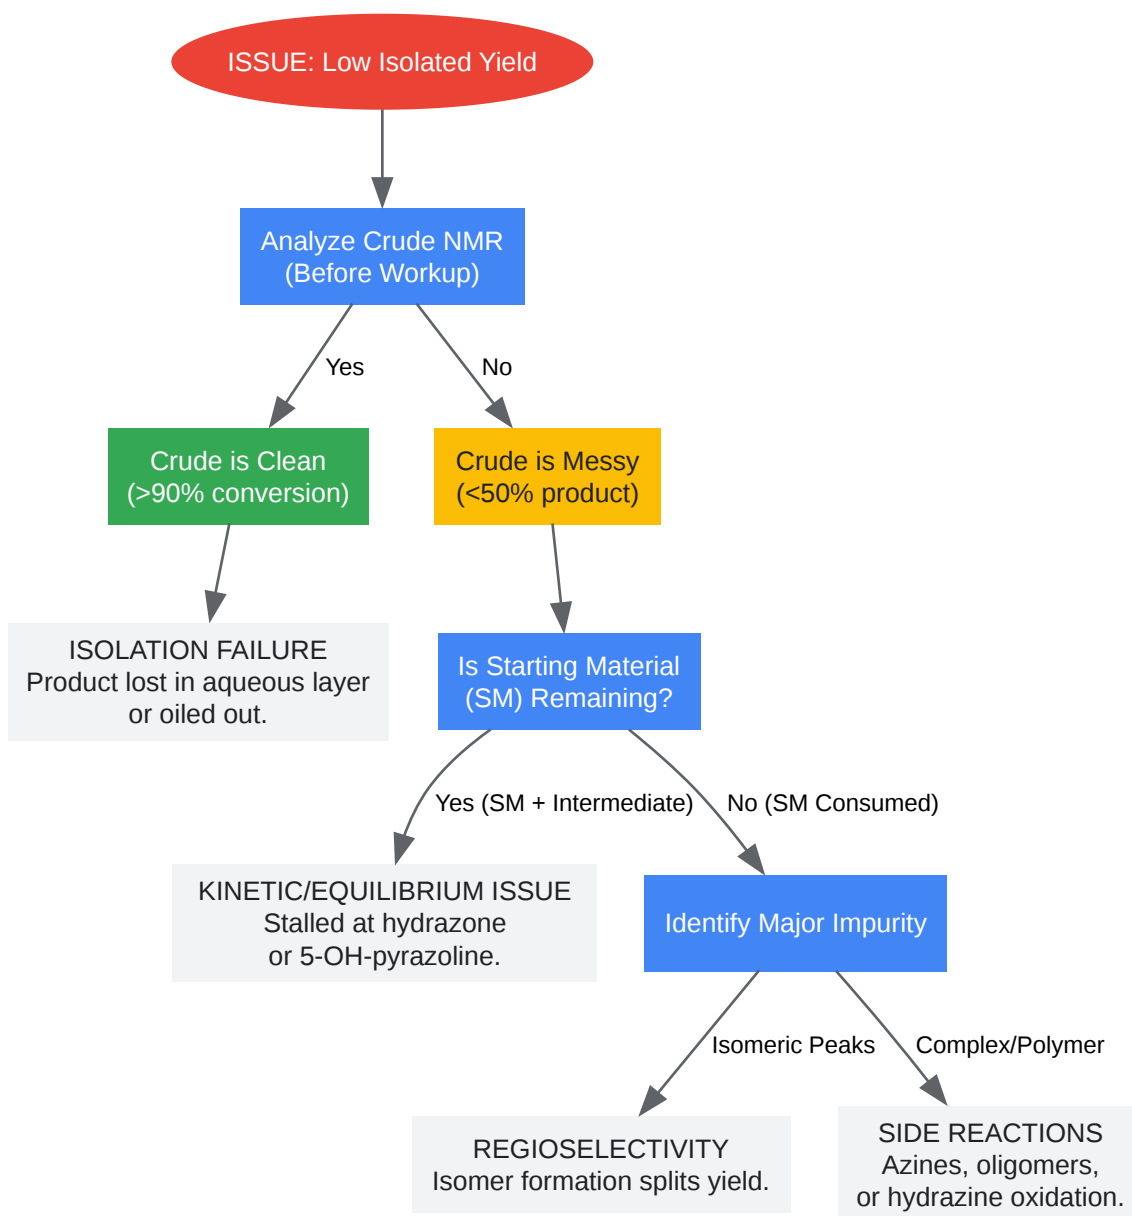 ISSUE: Low Isolated Yield
Analyze Crude NMR
(Before Workup)
Yes
No
Crude is Clean
(>90% conversion)
Crude is Messy
(<50% product)
ISOLATION FAILURE
Product lost in aqueous layer
or oiled out.
Is Starting Material
(SM) Remaining?
Yes (SM + Intermediate)
No (SM Consumed)
KINETIC/EQUILIBRIUM ISSUE
Stalled at hydrazone
or 5-OH-pyrazoline.
Identify Major Impurity
Isomeric Peaks
Complex/Polymer
REGIOSELECTIVITY
Isomer formation splits yield.
SIDE REACTIONS
Azines, oligomers,
or hydrazine oxidation.